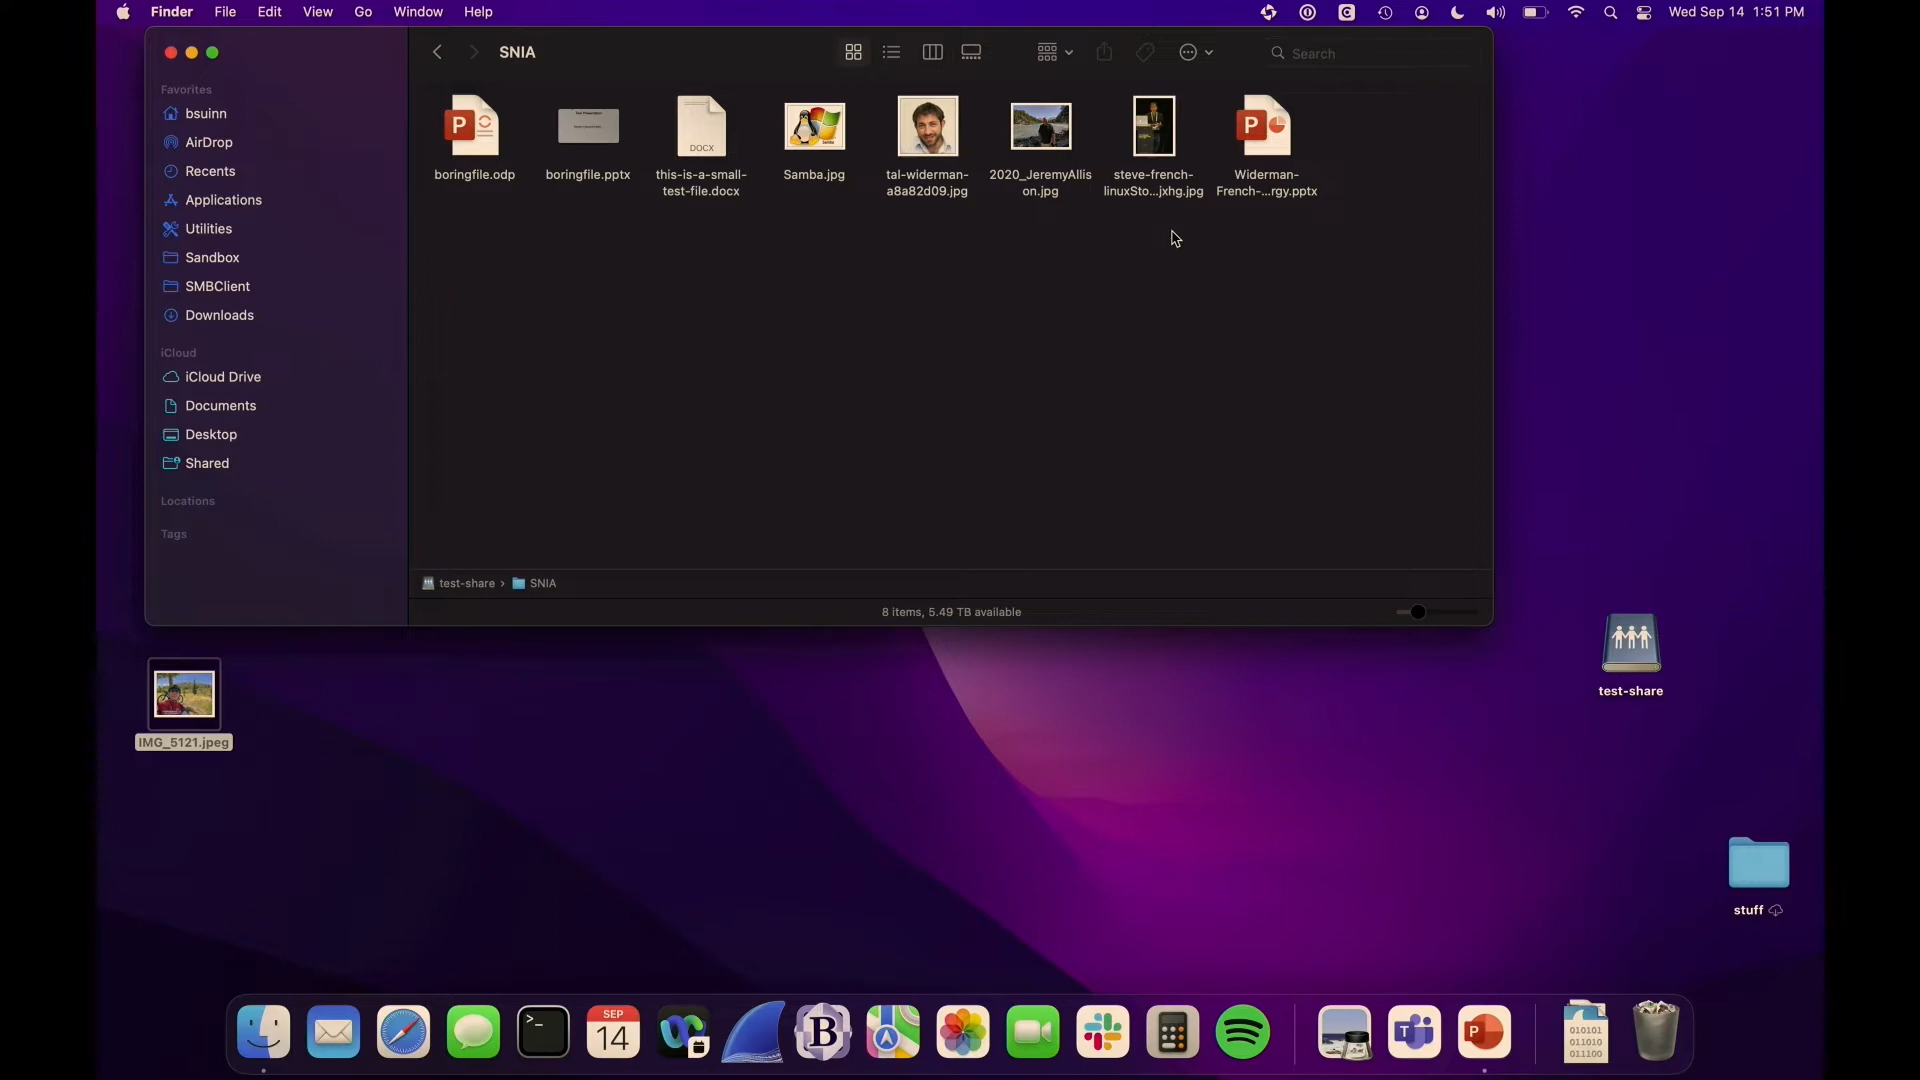 Finder File Edit View Go Window Help
Wed Sep 14 1:51 PM
SNIA
Search
Favorites
bsuinn
AirDrop
Recents
Applications
Utilities
Sandbox
SMBClient
Downloads
iCloud
iCloud Drive
Documents
Desktop
Shared
Locations
Tags
DOCX
Samba
boringfile.odp
boringfile.pptx
this-is-a-small-
test-file.docx
Samba.jpg
tal-widerman-
a8a82d09.jpg
2020_JeremyAllis
on.jpg
steve-french-
linuxSto...jxhg.jpg
Widerman-
French-...rgy.pptx
test-share › SNIA
8 items, 5.49 TB available
IMG_5121.jpeg
test-share
stuff
SEP
14
010101
011010
011100